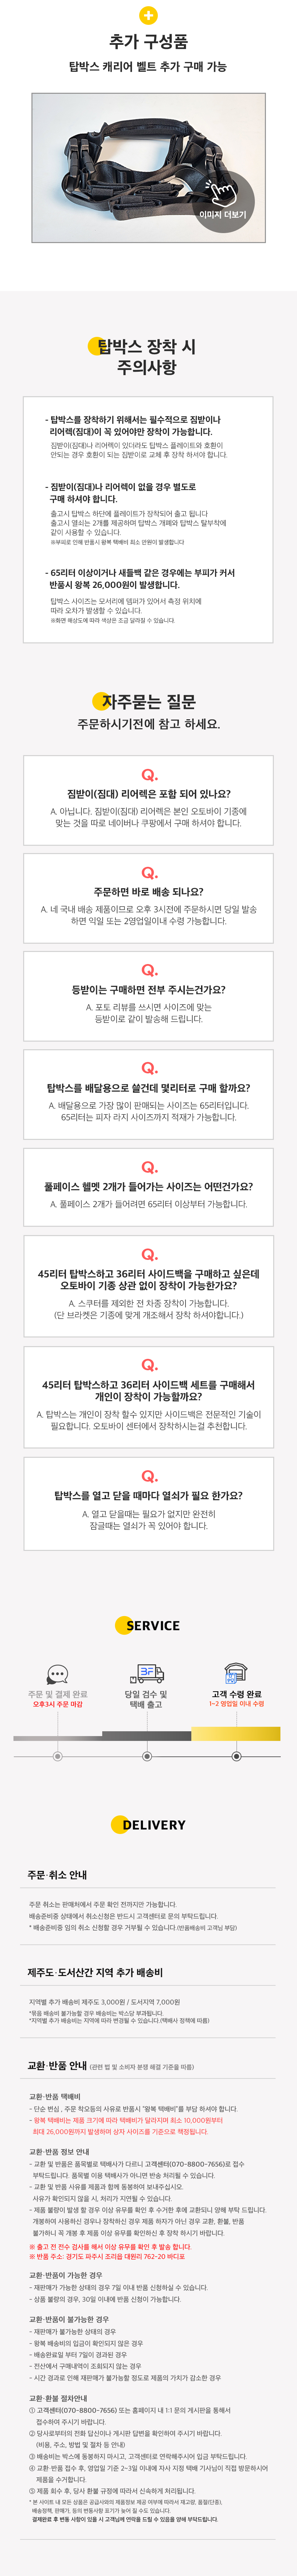 추가 구성품
탑박스 캐리어 벨트 추가 구매 가능
이미지 더보기
탑박스 장착 시
주의사항
- 탑박스를 장착하기 위해서는 필수적으로 짐받이나
리어렉(짐대)이 꼭 있어야만 장착이 가능합니다.
짐받이(짐대)나 리어렉이 있더라도 탑박스 플레이트와 호환이
안되는 경우 호환이 되는 짐받이로 교체 후 장착 하셔야 합니다.
- 짐받이(짐대)나 리어렉이 없을 경우 별도로
구매 하셔야 합니다.
출고시 탑박스 하단에 플레이트가 장착되어 출고 됩니다
출고시 열쇠는 2개를 제공하며 탑박스 개폐와 탑박스 탈부착에
같이 사용할 수 있습니다.
※부피로 인해 반품시 왕복 택배비 최소 만원이 발생합니다
- 65리터 이상이거나 새들백 같은 경우에는 부피가 커서
반품시 왕복 26,000원이 발생합니다.
탑박스 사이즈는 모서리에 댐퍼가 있어서 측정 위치에
따라 오차가 발생할 수 있습니다.
※화면 해상도에 따라 색상은 조금 달라질 수 있습니다.
자주묻는 질문
주문하시기전에 참고 하세요.
Q.
짐받이(짐대) 리어렉은 포함 되어 있나요?
A. 아닙니다. 짐받이(짐대) 리어렉은 본인 오토바이 기종에
맞는 것을 따로 네이버나 쿠팡에서 구매 하셔야 합니다.
Q.
주문하면 바로 배송 되나요?
A. 네 국내 배송 제품이므로 오후 3시전에 주문하시면 당일 발송
하면 익일 또는 2영업일이내 수령 가능합니다.
Q.
등받이는 구매하면 전부 주시는건가요?
A. 포토 리뷰를 쓰시면 사이즈에 맞는
등받이로 같이 발송해 드립니다.
Q.
탑박스를 배달용으로 쓸건데 몇리터로 구매 할까요?
A. 배달용으로 가장 많이 판매되는 사이즈는 65리터입니다.
65리터는 피자 라지 사이즈까지 적재가 가능합니다.
Q.
풀페이스 헬멧 2개가 들어가는 사이즈는 어떤건가요?
A. 풀페이스 2개가 들어려면 65리터 이상부터 가능합니다.
Q.
45리터 탑박스하고 36리터 사이드백을 구매하고 싶은데
오토바이 기종 상관 없이 장착이 가능한가요?
A. 스쿠터를 제외한 전 차종 장착이 가능합니다.
(단 브라켓은 기종에 맞게 개조해서 장착 하셔야합니다.)
Q.
45리터 탑박스하고 36리터 사이드백 세트를 구매해서
개인이 장착이 가능할까요?
A. 탑박스는 개인이 장착 할수 있지만 사이드백은 전문적인 기술이
필요합니다. 오토바이 센터에서 장착하시는걸 추천합니다.
Q.
탑박스를 열고 닫을 때마다 열쇠가 필요 한가요?
A. 열고 닫을때는 필요가 없지만 완전히
잠글때는 열쇠가 꼭 있어야 합니다.
SERVICE
BF
주문 및 결제 완료
오후3시 주문 마감
당일 검수 및
택배 출고
고객 수령 완료
1~2 영업일 이내 수령
DELIVERY
주문·취소 안내
주문 취소는 판매처에서 주문 확인 전까지만 가능합니다.
배송준비중 상태에서 취소신청은 반드시 고객센터로 문의 부탁드립니다.
* 배송준비중 임의 취소 신청할 경우 거부될 수 있습니다.(반품배송비 고객님 부담)
제주도·도서산간 지역 추가 배송비
지역별 추가 배송비 제주도 3,000원 / 도서지역 7,000원
*묶음 배송이 불가능할 경우 배송비는 박스당 부과됩니다.
*지역별 추가 배송비는 지역에 따라 변경될 수 있습니다.(택배사 정책에 따름)
교환·반품 안내 (관련 법 및 소비자 분쟁 해결 기준을 따름)
교환·반품 택배비
- 단순 변심 , 주문 착오등의 사유로 반품시 "왕복 택배비"를 부담 하셔야 합니다.
- 왕복 택배비는 제품 크기에 따라 택배비가 달라지며 최소 10,000원부터
최대 26,000원까지 발생하며 상자 사이즈를 기준으로 책정됩니다.
교환·반품 정보 안내
- 교환 및 반품은 품목별로 택배사가 다르니 고객센터(070-8800-7656)로 접수
부탁드립니다. 품목별 이용 택배사가 아니면 반송 처리될 수 있습니다.
- 교환 및 반품 사유를 제품과 함께 동봉하여 보내주십시오.
사유가 확인되지 않을 시, 처리가 지연될 수 있습니다.
- 제품 불량이 발생 할 경우 이상 유무를 확인 후 수거한 후에 교환되니 양해 부탁 드립니다.
개봉하여 사용하신 경우나 장착하신 경우 제품 하자가 아닌 경우 교환, 환불, 반품
불가하니 꼭 개봉 후 제품 이상 유무를 확인하신 후 장착 하시기 바랍니다.
※ 출고 전 전수 검사를 해서 이상 유무를 확인 후 발송 합니다.
※ 반품 주소: 경기도 파주시 조리읍 대원리 762-20 바디포
교환·반품이 가능한 경우
- 재판매가 가능한 상태의 경우 7일 이내 반품 신청하실 수 있습니다.
- 상품 불량의 경우, 30일 이내에 반품 신청이 가능합니다.
교환·반품이 불가능한 경우
- 재판매가 불가능한 상태의 경우
- 왕복 배송비의 입금이 확인되지 않은 경우
- 배송완료일 부터 7일이 경과된 경우
- 전산에서 구매내역이 조회되지 않는 경우
- 시간 경과로 인해 재판매가 불가능할 정도로 제품의 가치가 감소한 경우
교환·환불 절차안내
① 고객센터(070-8800-7656) 또는 홈페이지 내 1:1 문의 게시판을 통해서
접수하여 주시기 바랍니다.
② 당사로부터의 전화 답신이나 게시판 답변을 확인하여 주시기 바랍니다.
(비용, 주소, 방법 및 절차 등 안내)
③ 배송비는 박스에 동봉하지 마시고, 고객센터로 연락해주시어 입금 부탁드립니다.
④ 교환·반품 접수 후, 영업일 기준 2~3일 이내에 자사 지정 택배 기사님이 직접 방문하시어
제품을 수거합니다.
⑤ 제품 회수 후, 당사 환불 규정에 따라서 신속하게 처리됩니다.
* 본 사이트 내 모든 상품은 공급사와의 제품정보 제공 여부에 따라서 재고량, 품절(단종),
배송정책, 판매가, 등의 변동사항 표기가 늦어 질 수도 있습니다.
결제완료 후 변동 사항이 있을 시 고객님께 연락을 드릴 수 있음을 양해 부탁드립니다.